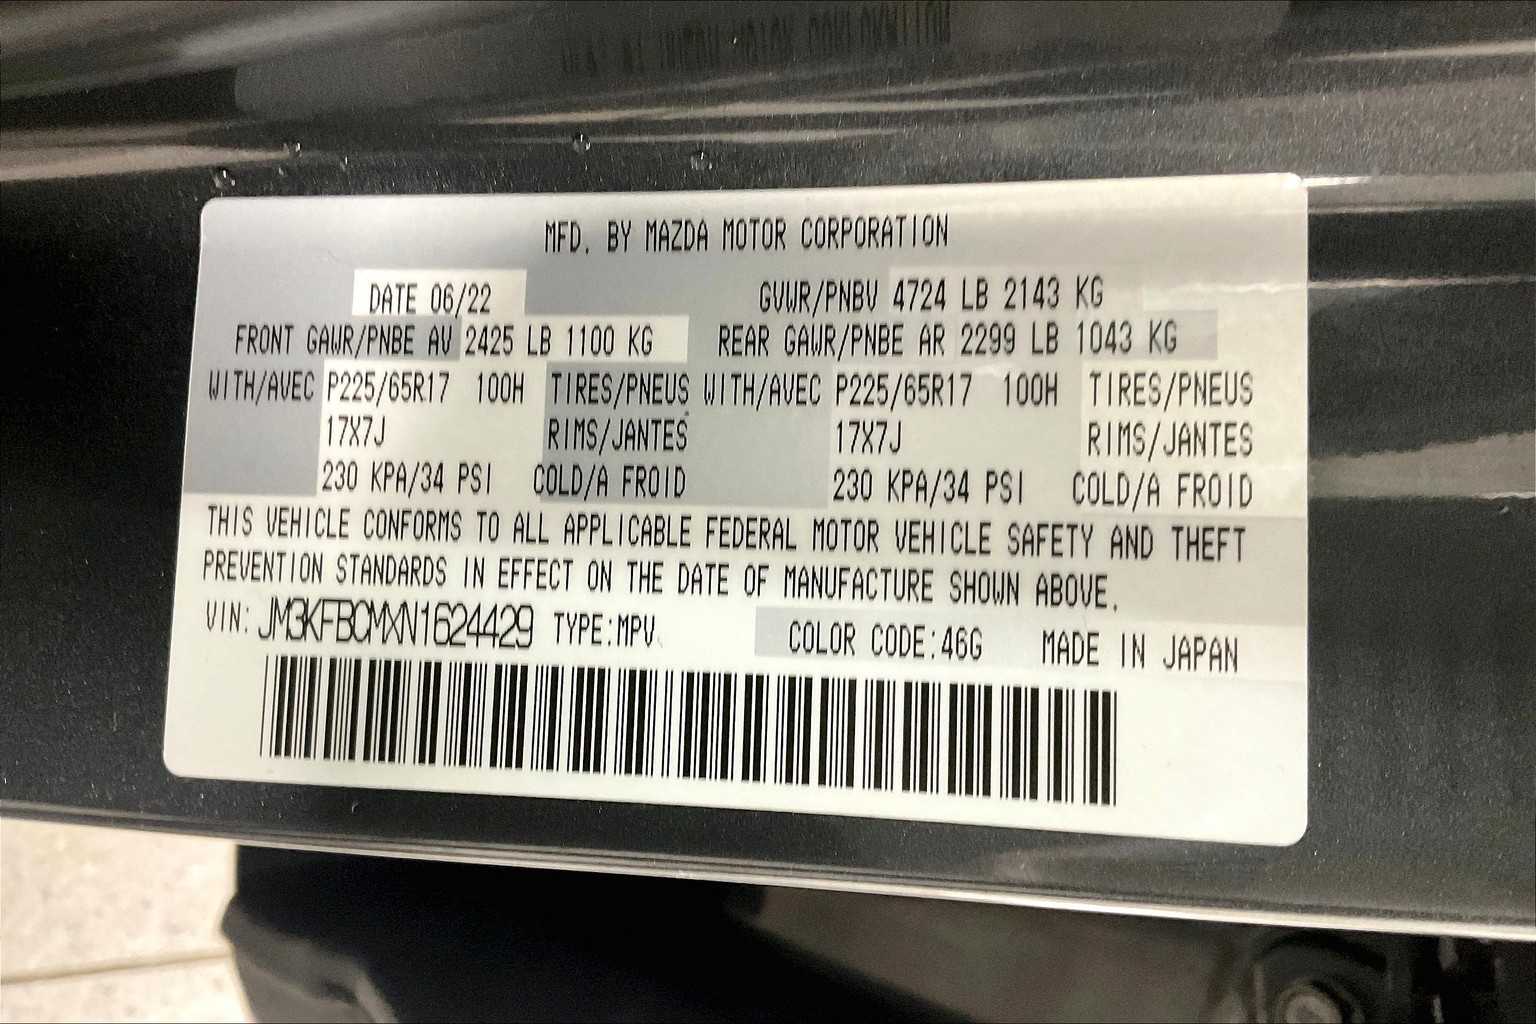 MFD. BY MAZDA MOTOR CORPORATION
DATE 06/22 GVWR/PNBV 4724 LB 2143 KG
FRONT GAWR/PNBE AV 2425 LB 1100 KG REAR GAWR/PNBE AR 2299 LB 1043 KG
WITH/AVEC P225/65R17 100H TIRES/PNEUS WITH/AVEC P225/65R17 100H TIRES/PNEUS
17X7J RIMS/JANTES 17X7J RIMS/JANTES
230 KPA/34 PSI COLD/A FROID 230 KPA/34 PSI COLD/A FROID
THIS VEHICLE CONFORMS TO ALL APPLICABLE FEDERAL MOTOR VEHICLE SAFETY AND THEFT
PREVENTION STANDARDS IN EFFECT ON THE DATE OF MANUFACTURE SHOWN ABOVE.
VIN: JM3KFBCMXN1624429 TYPE:MPV COLOR CODE:46G MADE IN JAPAN